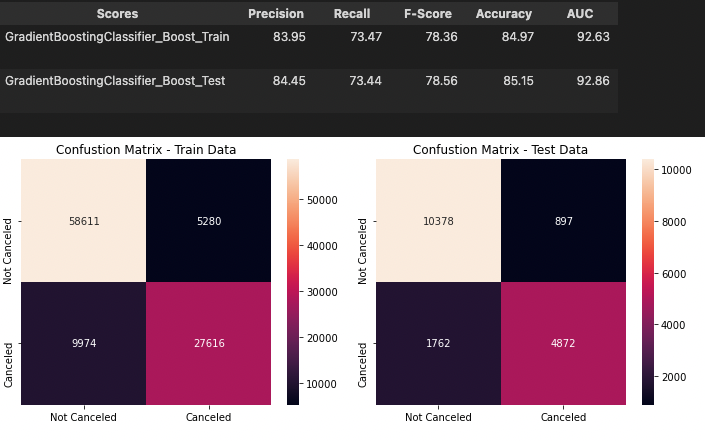 Scores Precision Recall F-Score Accuracy AUC
GradientBoostingClassifier_Boost_Train 83.95 73.47 78.36 84.97 92.63
GradientBoostingClassifier_Boost_Test 84.45 73.44 78.56 85.15 92.86
Confustion Matrix - Train Data
Not Canceled
Canceled
58611 5280
9974 27616
Not Canceled Canceled
50000
40000
30000
20000
10000
Confustion Matrix - Test Data
Not Canceled
Canceled
10378 897
1762 4872
Not Canceled Canceled
10000
8000
6000
4000
2000